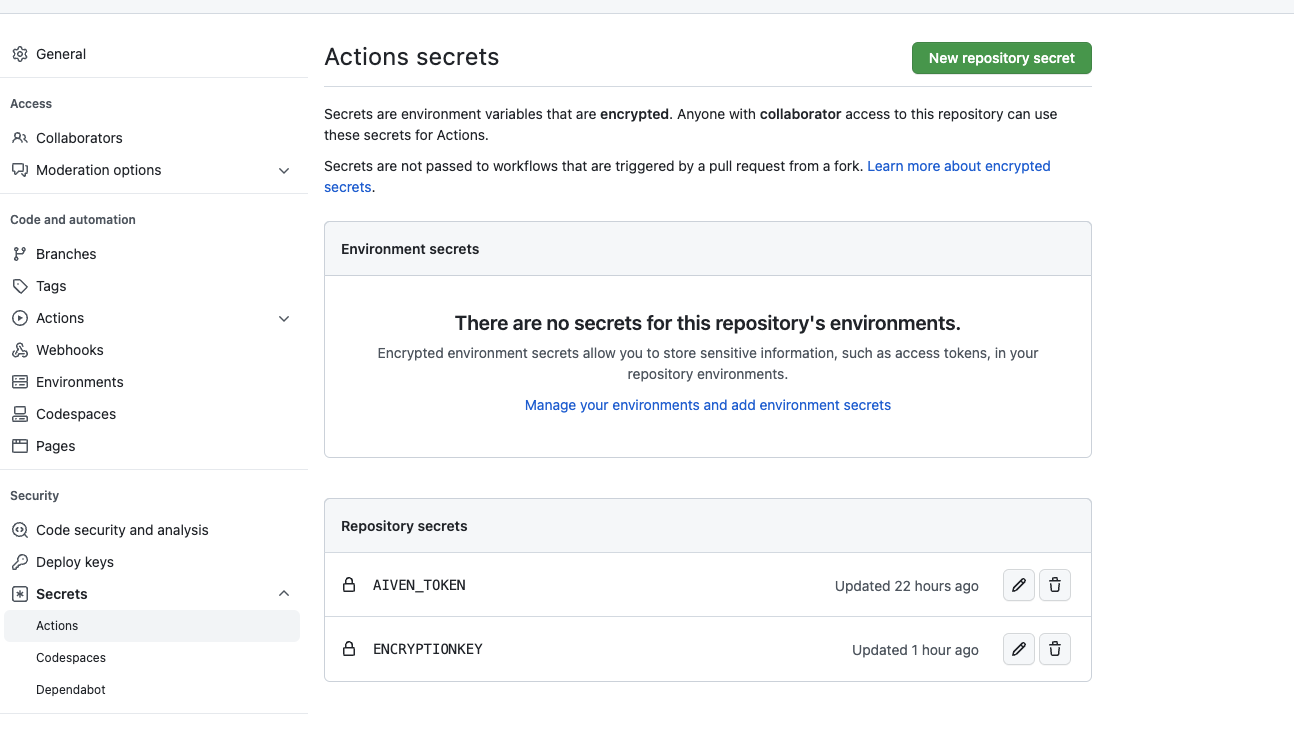 General
Access
Collaborators
Moderation options
Code and automation
Branches
Tags
Actions
Webhooks
Environments
Codespaces
Pages
Security
Code security and analysis
Deploy keys
Secrets
Actions
Codespaces
Dependabot
Actions secrets
New repository secret
Secrets are environment variables that are encrypted. Anyone with collaborator access to this repository can use
these secrets for Actions.
Secrets are not passed to workflows that are triggered by a pull request from a fork. Learn more about encrypted
secrets.
Environment secrets
There are no secrets for this repository's environments.
Encrypted environment secrets allow you to store sensitive information, such as access tokens, in your
repository environments.
Manage your environments and add environment secrets
Repository secrets
AIVEN_TOKEN Updated 22 hours ago
ENCRYPTIONKEY Updated 1 hour ago